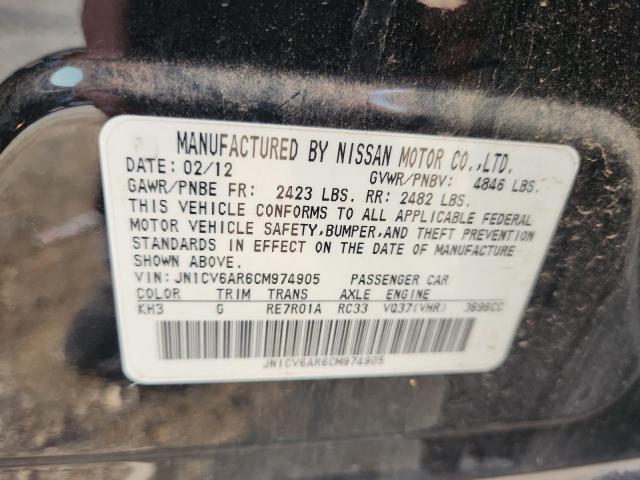 MANUFACTURED BY NISSAN MOTOR CO.,LTD.
DATE: 02/12 GVWR/PNBV: 4846 LBS.
GAWR/PNBE FR: 2423 LBS. RR: 2482 LBS.
THIS VEHICLE CONFORMS TO ALL APPLICABLE FEDERAL
MOTOR VEHICLE SAFETY, BUMPER, AND THEFT PREVENTION
STANDARDS IN EFFECT ON THE DATE OF MANUFACTURE
SHOWN ABOVE.
VIN: JN1CV6AR6CM974905 PASSENGER CAR
COLOR TRIM TRANS AXLE ENGINE
KH3 G RE7R01A RC33 VQ37(VHR) 3696CC
JN1CV6AR6CM974905